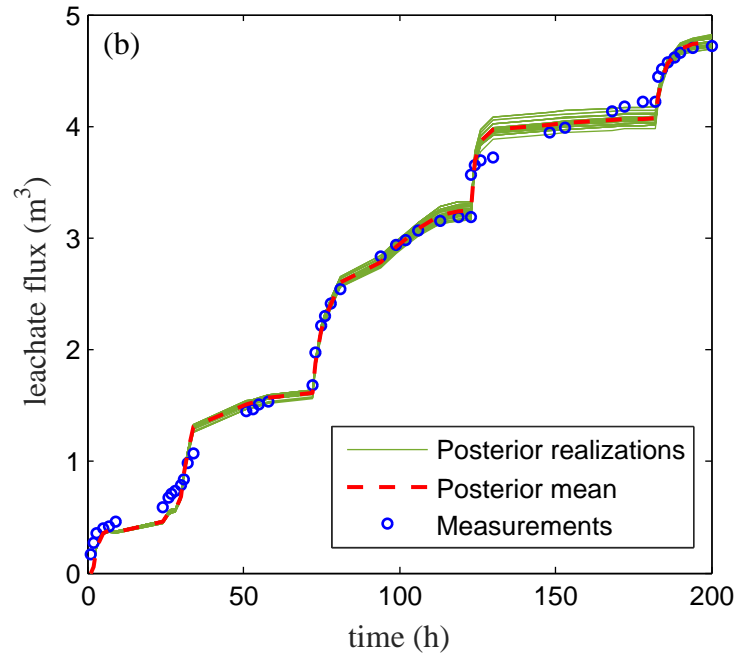 (b)
5
4
3
2
1
0
leachate flux (m³)
Posterior realizations
Posterior mean
Measurements
0 50 100 150 200
time (h)